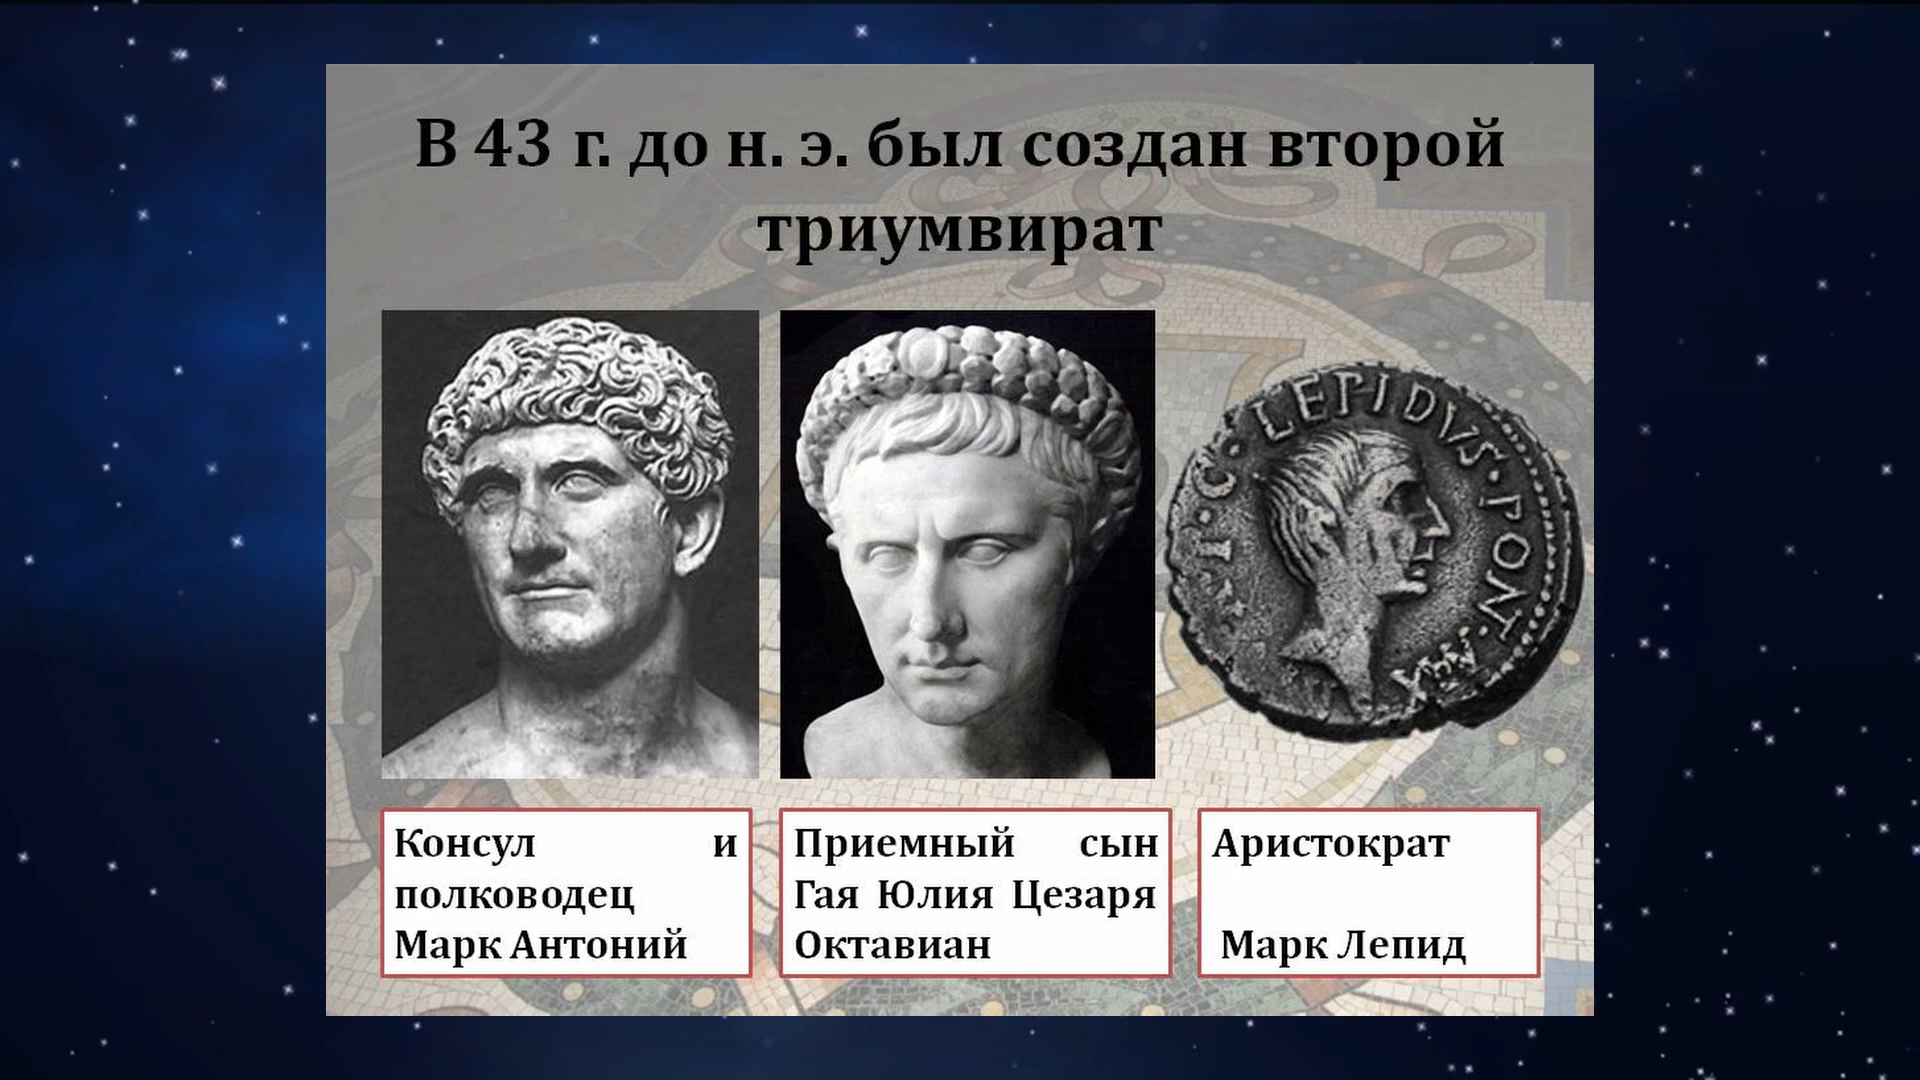 В 43 г. до н. э. был создан второй
триумвират
Консул и
полководец
Марк Антоний
Приемный сын
Гая Юлия Цезаря
Октавиан
Аристократ
Марк Лепид
LEPIDVS·PONT·